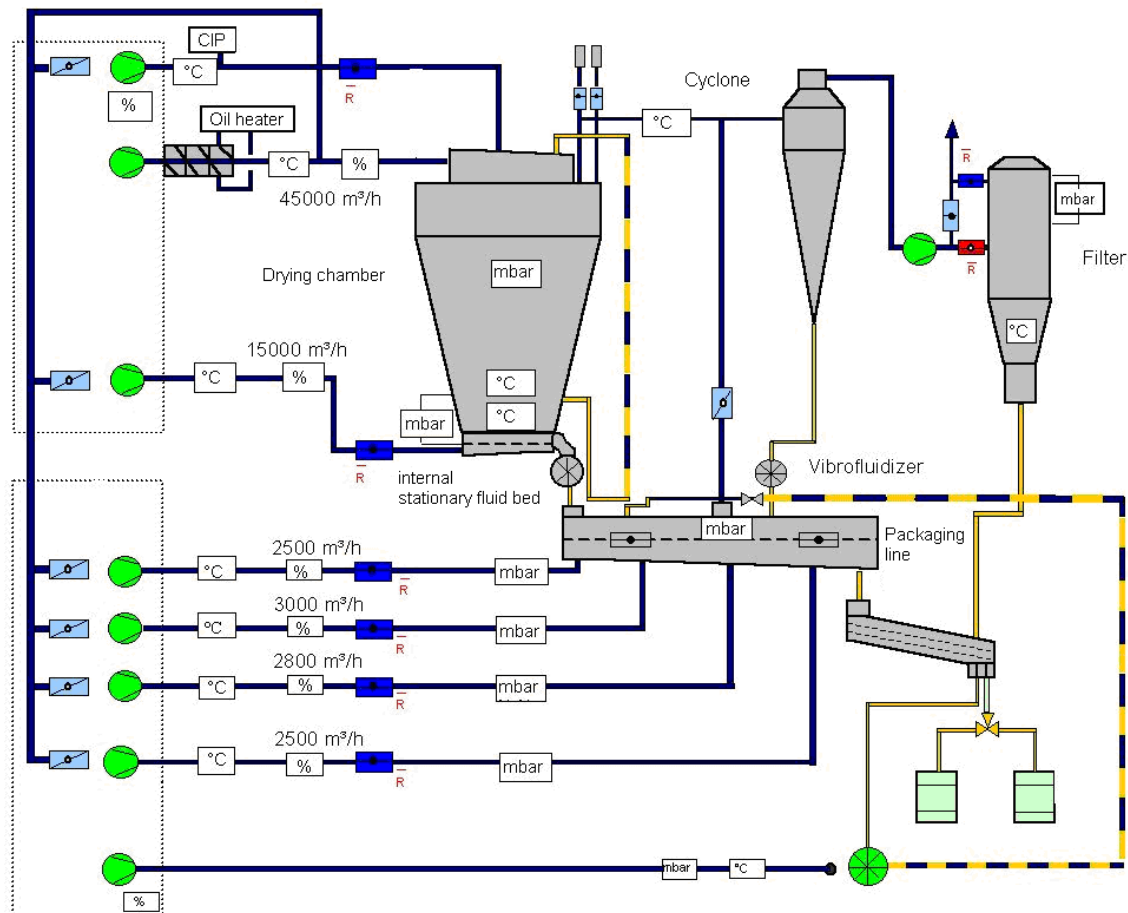 CIP
°C
R
%
Oil heater
°C
%
45000 m³/h
Cyclone
°C
R
mbar
R
Filter
°C
Drying chamber
mbar
15000 m³/h
°C
%
°C
°C
mbar
R
internal
stationary fluid bed
Vibrofluidizer
mbar
Packaging
line
2500 m³/h
°C
%
R
mbar
3000 m³/h
°C
%
R
mbar
2800 m³/h
°C
%
R
mbar
2500 m³/h
°C
%
R
mbar
mbar
°C
%